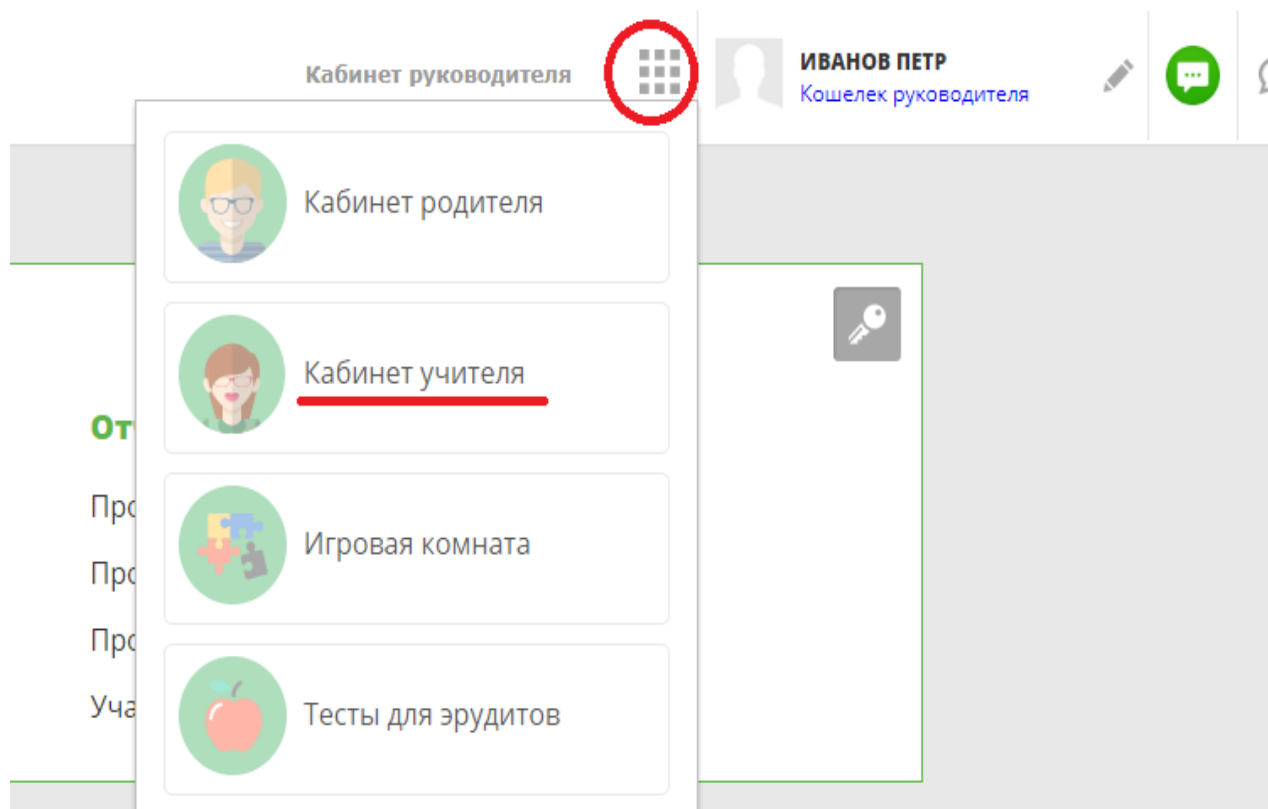 Кабинет руководителя
ИВАНОВ ПЕТР
Кошелек руководителя
Кабинет родителя
Кабинет учителя
Игровая комната
Тесты для эрудитов